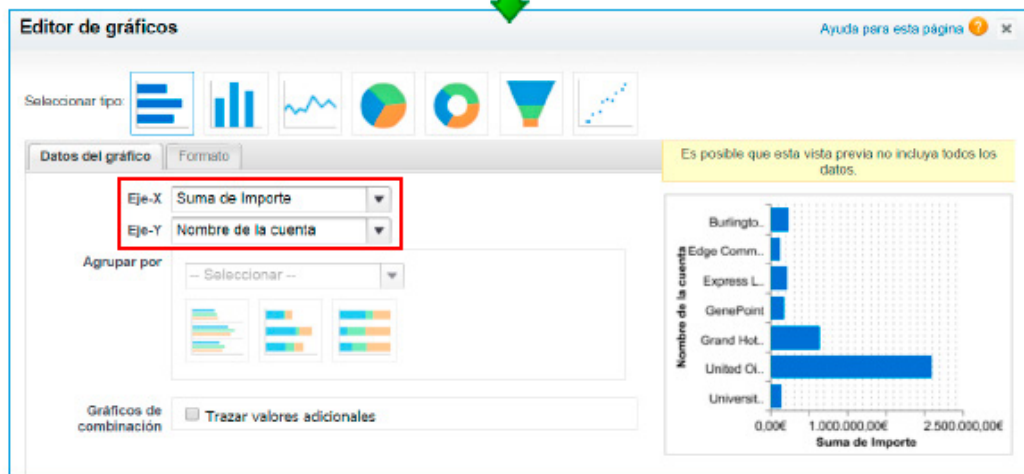 Editor de gráficos
Ayuda para esta página ?
Seleccionar tipo:
Datos del gráfico
Formato
Es posible que esta vista previa no incluya todos los
datos.
Eje-X Suma de Importe
Eje-Y Nombre de la cuenta
Agrupar por
-- Seleccionar --
Gráficos de
combinación
Trazar valores adicionales
Nombre de la cuenta
Burlingto..
Edge Comm..
Express L..
GenePoint
Grand Hot..
United Oi..
Universit..
0,00€ 1.000.000,00€ 2.500.000,00€
Suma de Importe